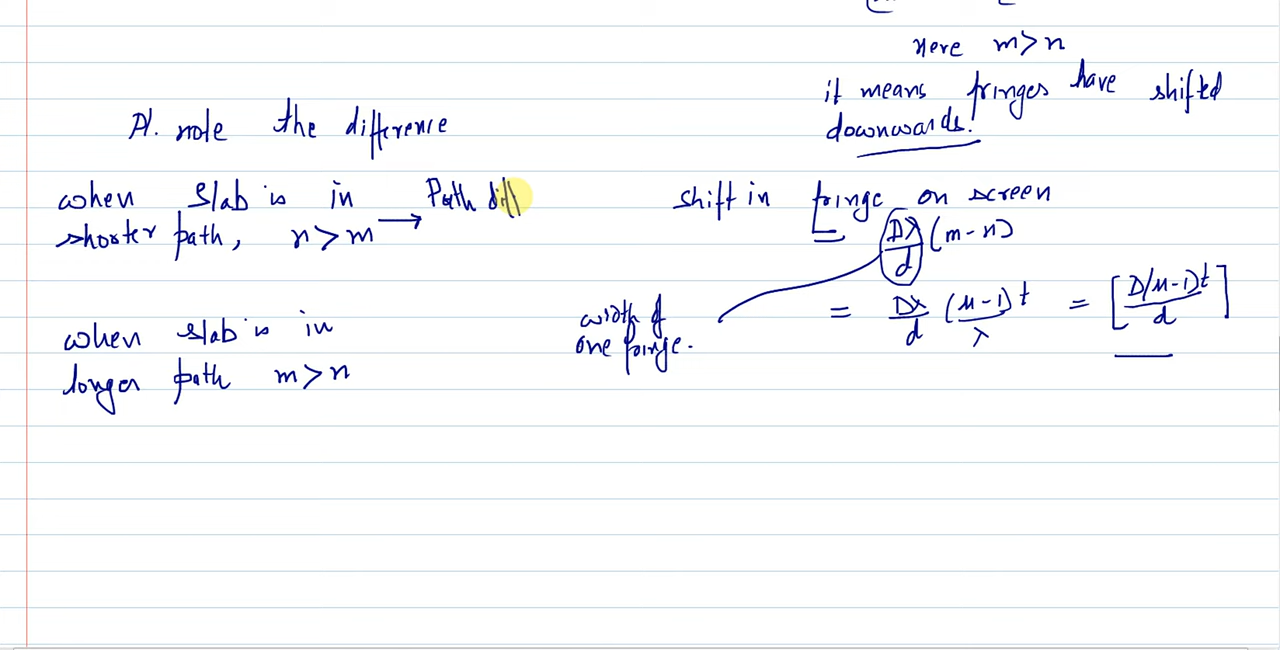 Here m>n
it means fringes have shifted
downwards.
Pl. note the difference
when slab is in
shorter path, n>m → Path diff
when slab is in
longer path m>n
shift in fringe on screen
Dλ/d (m-n)
= Dλ/d (μ-1)t/λ = [D(μ-1)t/d]
width of
one fringe.